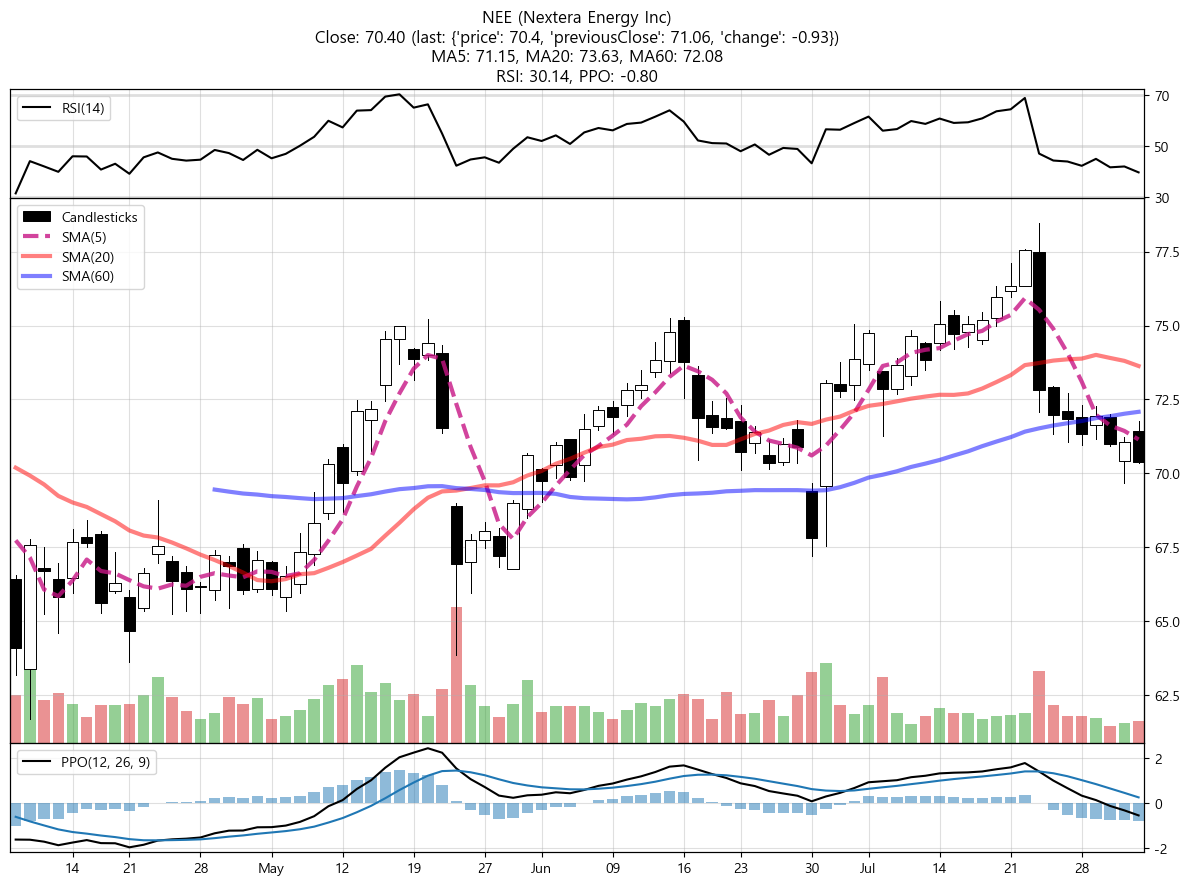 NEE (Nextera Energy Inc)
Close: 70.40 (last: {'price': 70.4, 'previousClose': 71.06, 'change': -0.93})
MA5: 71.15, MA20: 73.63, MA60: 72.08
RSI: 30.14, PPO: -0.80
RSI(14)
70
50
30
Candlesticks
SMA(5)
SMA(20)
SMA(60)
77.5
75.0
72.5
70.0
67.5
65.0
62.5
PPO(12, 26, 9)
2
0
-2
14 21 28 May 12 19 27 Jun 09 16 23 30 Jul 14 21 28